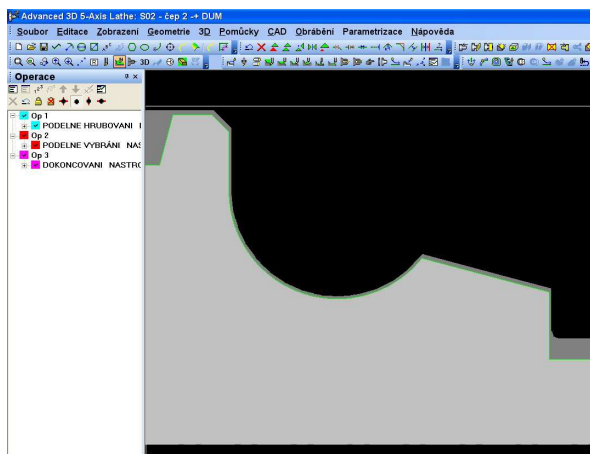 Advanced 3D 5-Axis Lathe: S02 - čep 2 -+ DUM
Soubor Editace Zobrazení Geometrie 3D Pomůcky CAD Obrábění Parametrizace Nápověda
3D
Operace
Op 1
PODELNE HRUBOVANI
Op 2
PODELNE VYBRÁNI NAS
Op 3
DOKONCOVANI NASTRO